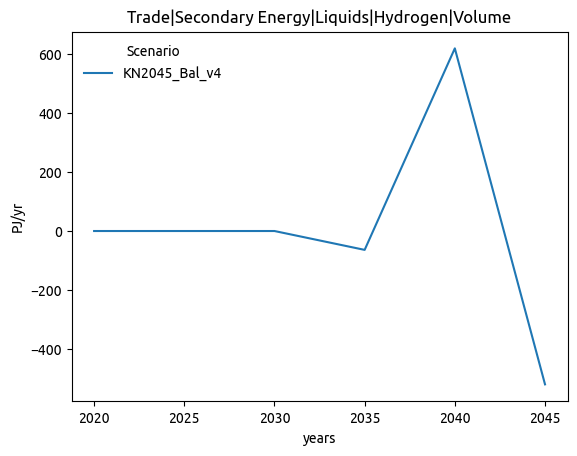 Trade|Secondary Energy|Liquids|Hydrogen|Volume
Scenario
KN2045_Bal_v4
600
400
200
0
−200
−400
PJ/yr
2020 2025 2030 2035 2040 2045
years